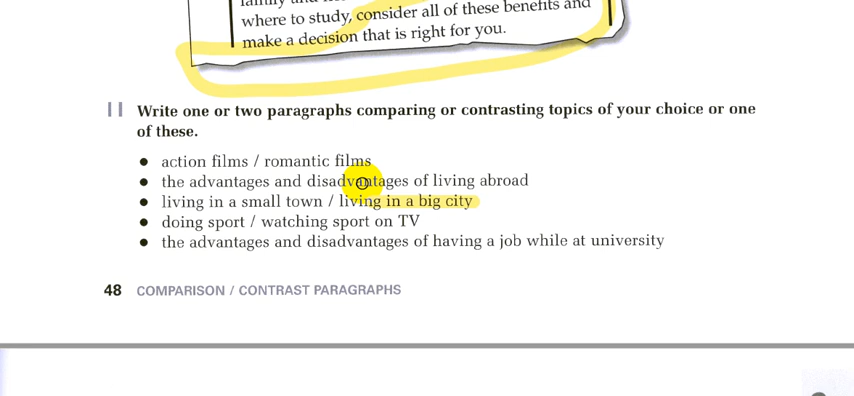 where to study, consider all of these benefits and
make a decision that is right for you.
11 Write one or two paragraphs comparing or contrasting topics of your choice or one
of these.
● action films / romantic films
● the advantages and disadvantages of living abroad
● living in a small town / living in a big city
● doing sport / watching sport on TV
● the advantages and disadvantages of having a job while at university
48 COMPARISON / CONTRAST PARAGRAPHS